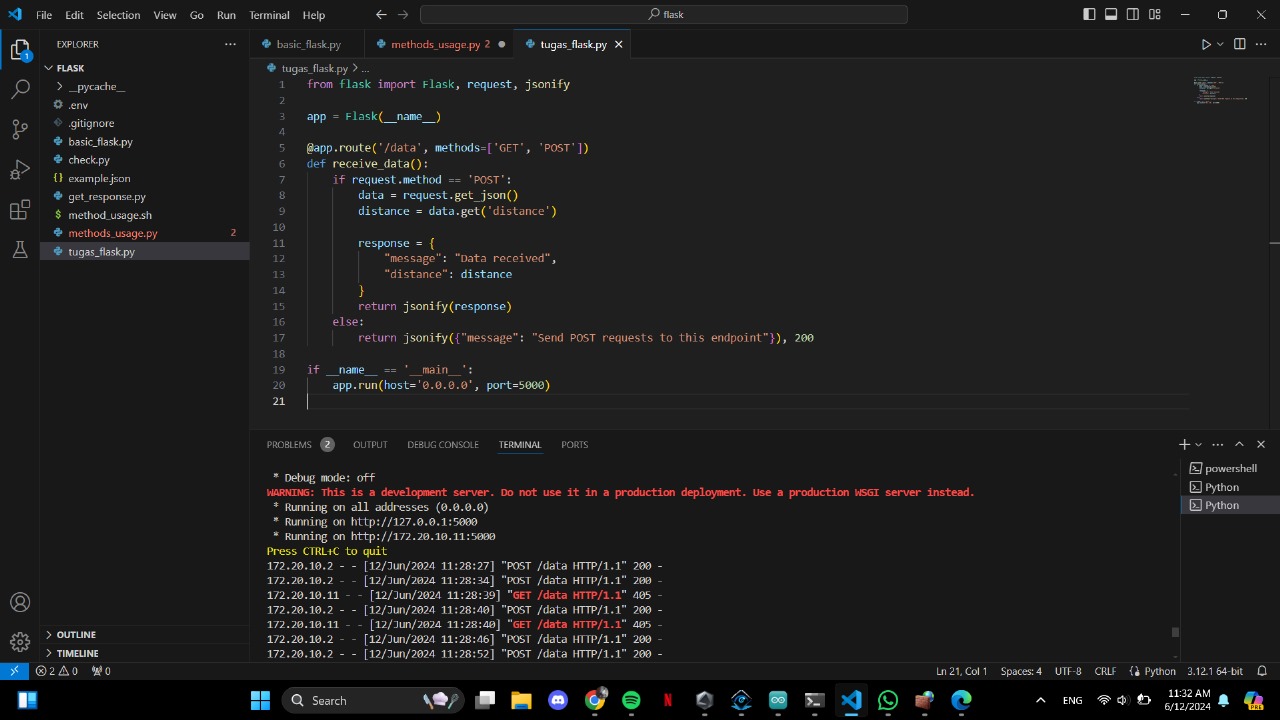 File Edit Selection View Go Run Terminal Help
flask
EXPLORER
FLASK
__pycache__
.env
.gitignore
basic_flask.py
check.py
example.json
get_response.py
method_usage.sh
methods_usage.py 2
tugas_flask.py
OUTLINE
TIMELINE
1
basic_flask.py methods_usage.py 2 tugas_flask.py
tugas_flask.py > ...
1 from flask import Flask, request, jsonify
2
3 app = Flask(__name__)
4
5 @app.route('/data', methods=['GET', 'POST'])
6 def receive_data():
7     if request.method == 'POST':
8         data = request.get_json()
9         distance = data.get('distance')
10
11         response = {
12             "message": "Data received",
13             "distance": distance
14         }
15         return jsonify(response)
16     else:
17         return jsonify({"message": "Send POST requests to this endpoint"}), 200
18
19 if __name__ == '__main__':
20     app.run(host='0.0.0.0', port=5000)
21
PROBLEMS 2 OUTPUT DEBUG CONSOLE TERMINAL PORTS
* Debug mode: off
WARNING: This is a development server. Do not use it in a production deployment. Use a production WSGI server instead.
* Running on all addresses (0.0.0.0)
* Running on http://127.0.0.1:5000
* Running on http://172.20.10.11:5000
Press CTRL+C to quit
172.20.10.2 - - [12/Jun/2024 11:28:27] "POST /data HTTP/1.1" 200 -
172.20.10.2 - - [12/Jun/2024 11:28:34] "POST /data HTTP/1.1" 200 -
172.20.10.11 - - [12/Jun/2024 11:28:39] "GET /data HTTP/1.1" 405 -
172.20.10.2 - - [12/Jun/2024 11:28:40] "POST /data HTTP/1.1" 200 -
172.20.10.11 - - [12/Jun/2024 11:28:40] "GET /data HTTP/1.1" 405 -
172.20.10.2 - - [12/Jun/2024 11:28:46] "POST /data HTTP/1.1" 200 -
172.20.10.2 - - [12/Jun/2024 11:28:52] "POST /data HTTP/1.1" 200 -
powershell
Python
Python
2 0 0 Ln 21, Col 1 Spaces: 4 UTF-8 CRLF Python 3.12.1 64-bit
Search ENG 11:32 AM
6/12/2024
PRE